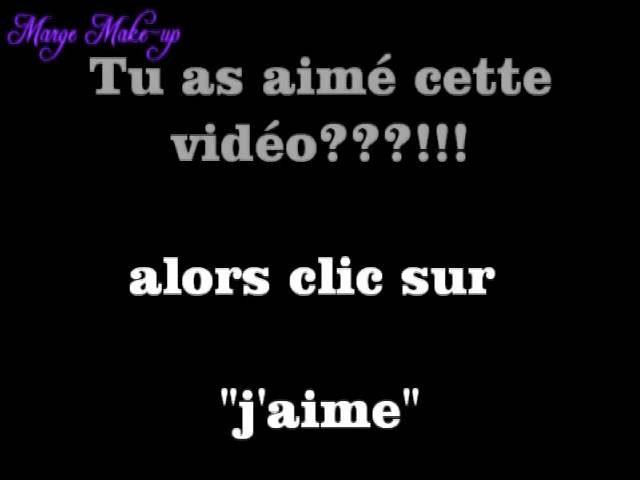 Marge Make-up
Tu as aimé cette
vidéo???!!!
alors clic sur
"j'aime"